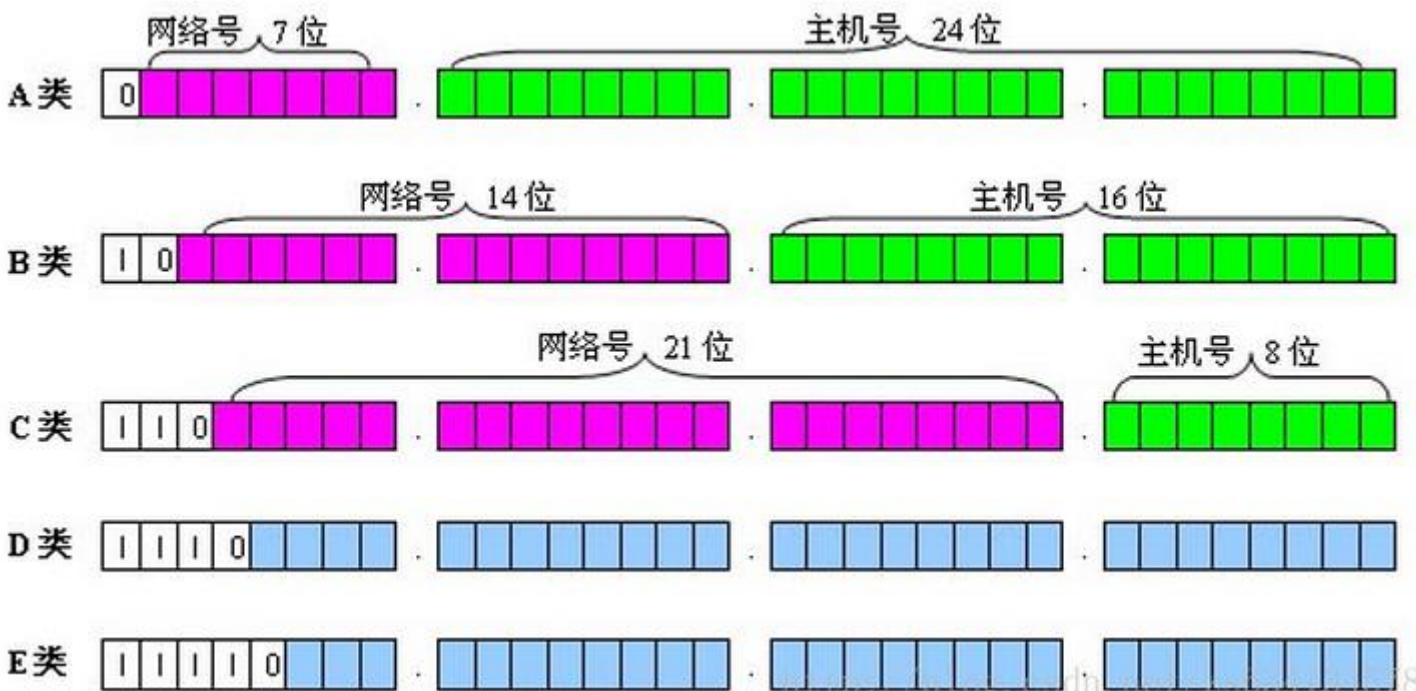 网络号 7 位 主机号 24 位
A 类 0 . . .
网络号 14 位 主机号 16 位
B 类 1 0 . . .
网络号 21 位 主机号 8 位
C 类 1 1 0 . . .
D 类 1 1 1 0 . . .
E 类 1 1 1 1 0 . . .